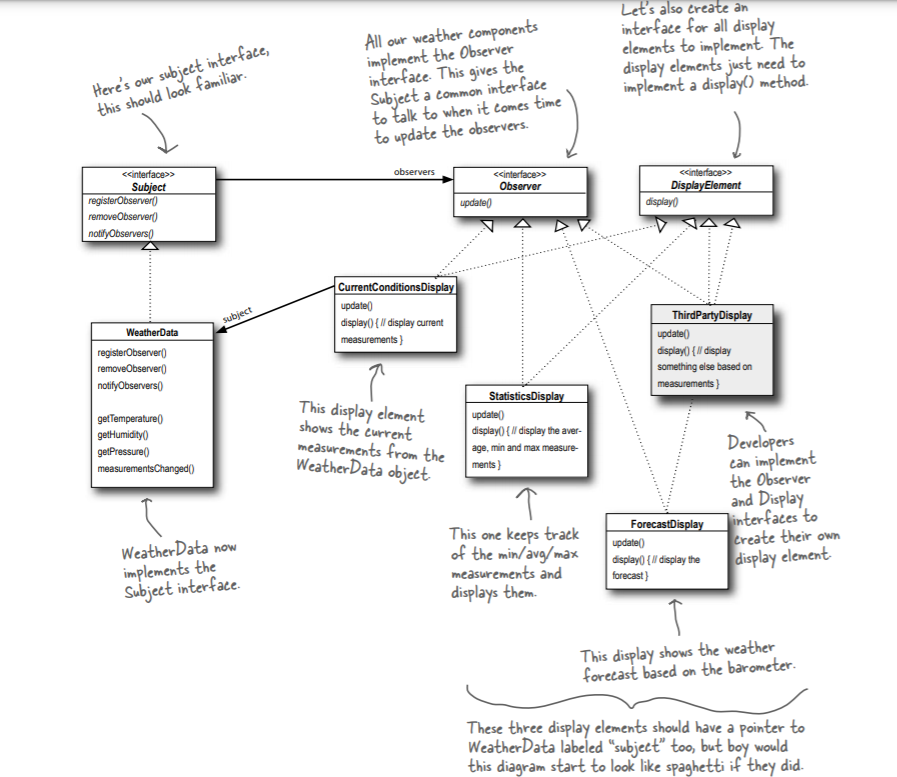 Here's our subject interface,
this should look familiar.
All our weather components
implement the Observer
interface. This gives the
Subject a common interface
to talk to when it comes time
to update the observers.
Let's also create an
interface for all display
elements to implement. The
display elements just need to
implement a display() method.
<<interface>>
Subject
registerObserver()
removeObserver()
notifyObservers()
observers
<<interface>>
Observer
update()
<<interface>>
DisplayElement
display()
subject
CurrentConditionsDisplay
update()
display() { // display current
measurements }
WeatherData
registerObserver()
removeObserver()
notifyObservers()
getTemperature()
getHumidity()
getPressure()
measurementsChanged()
ThirdPartyDisplay
update()
display() { // display
something else based on
measurements }
StatisticsDisplay
update()
display() { // display the aver-
age, min and max measure-
ments }
This display element
shows the current
measurements from the
WeatherData object.
Developers
can implement
the Observer
and Display
interfaces to
create their own
display element.
ForecastDisplay
update()
display() { // display the
forecast }
WeatherData now
implements the
Subject interface.
This one keeps track
of the min/avg/max
measurements and
displays them.
This display shows the weather
forecast based on the barometer.
These three display elements should have a pointer to
WeatherData labeled "subject" too, but boy would
this diagram start to look like spaghetti if they did.